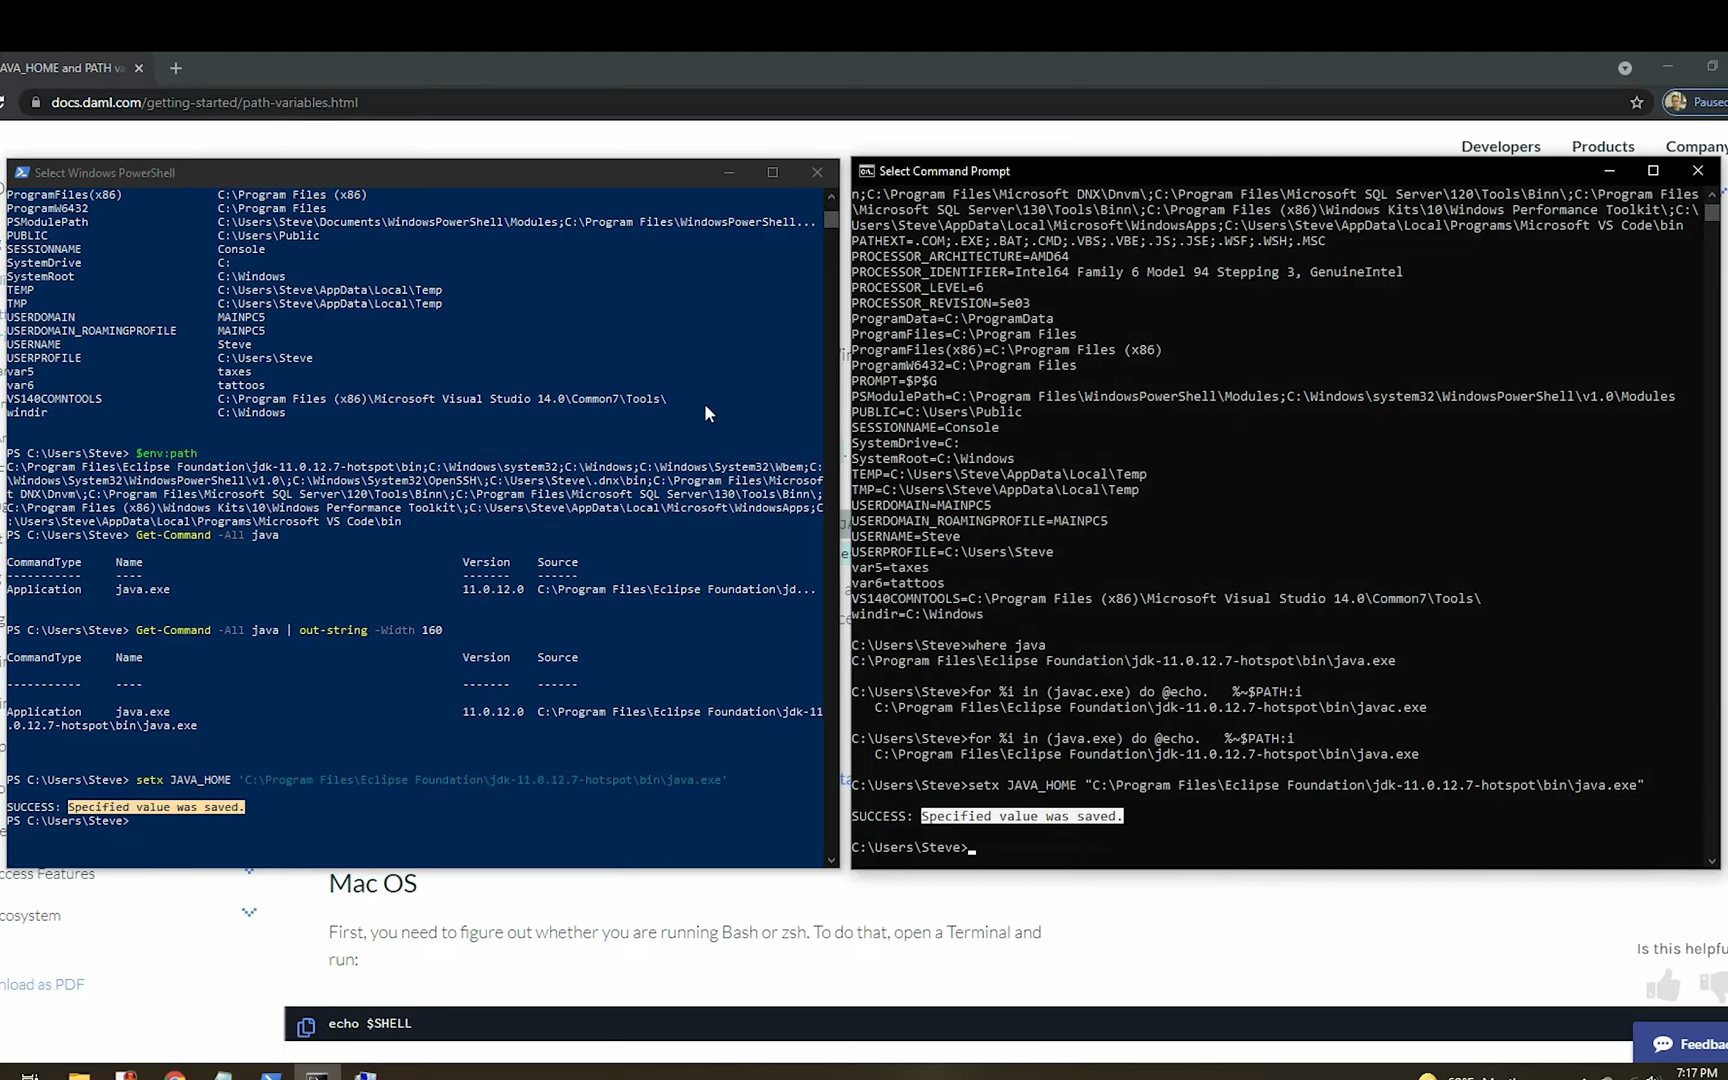 AVA_HOME and PATH va
docs.daml.com/getting-started/path-variables.html
Paused
Developers Products Company
Select Windows PowerShell
ProgramFiles(x86) C:\Program Files (x86)
ProgramW6432 C:\Program Files
PSModulePath C:\Users\Steve\Documents\WindowsPowerShell\Modules;C:\Program Files\WindowsPowerShell...
PUBLIC C:\Users\Public
SESSIONNAME Console
SystemDrive C:
SystemRoot C:\Windows
TEMP C:\Users\Steve\AppData\Local\Temp
TMP C:\Users\Steve\AppData\Local\Temp
USERDOMAIN MAINPC5
USERDOMAIN_ROAMINGPROFILE MAINPC5
USERNAME Steve
USERPROFILE C:\Users\Steve
var5 taxes
var6 tattoos
VS140COMNTOOLS C:\Program Files (x86)\Microsoft Visual Studio 14.0\Common7\Tools\
windir C:\Windows
PS C:\Users\Steve> $env:path
C:\Program Files\Eclipse Foundation\jdk-11.0.12.7-hotspot\bin;C:\Windows\system32;C:\Windows;C:\Windows\System32\Wbem;C:
\Windows\System32\WindowsPowerShell\v1.0\;C:\Windows\System32\OpenSSH\;C:\Users\Steve\.dnx\bin;C:\Program Files\Microsof
t DNX\Dnvm\;C:\Program Files\Microsoft SQL Server\120\Tools\Binn\;C:\Program Files\Microsoft SQL Server\130\Tools\Binn\;
C:\Program Files (x86)\Windows Kits\10\Windows Performance Toolkit\;C:\Users\Steve\AppData\Local\Microsoft\WindowsApps;C
:\Users\Steve\AppData\Local\Programs\Microsoft VS Code\bin
PS C:\Users\Steve> Get-Command -All java
CommandType Name Version Source
----------- ---- ------- ------
Application java.exe 11.0.12.0 C:\Program Files\Eclipse Foundation\jd...
PS C:\Users\Steve> Get-Command -All java | out-string -Width 160
CommandType Name Version Source
----------- ---- ------- ------
Application java.exe 11.0.12.0 C:\Program Files\Eclipse Foundation\jdk-11
.0.12.7-hotspot\bin\java.exe
PS C:\Users\Steve> setx JAVA_HOME 'C:\Program Files\Eclipse Foundation\jdk-11.0.12.7-hotspot\bin\java.exe'
SUCCESS: Specified value was saved.
PS C:\Users\Steve>
Select Command Prompt
n;C:\Program Files\Microsoft DNX\Dnvm\;C:\Program Files\Microsoft SQL Server\120\Tools\Binn\;C:\Program Files\Microsoft
\Microsoft SQL Server\130\Tools\Binn\;C:\Program Files (x86)\Windows Kits\10\Windows Performance Toolkit\;C:\
Users\Steve\AppData\Local\Microsoft\WindowsApps;C:\Users\Steve\AppData\Local\Programs\Microsoft VS Code\bin
PATHEXT=.COM;.EXE;.BAT;.CMD;.VBS;.VBE;.JS;.JSE;.WSF;.WSH;.MSC
PROCESSOR_ARCHITECTURE=AMD64
PROCESSOR_IDENTIFIER=Intel64 Family 6 Model 94 Stepping 3, GenuineIntel
PROCESSOR_LEVEL=6
PROCESSOR_REVISION=5e03
ProgramData=C:\ProgramData
ProgramFiles=C:\Program Files
ProgramFiles(x86)=C:\Program Files (x86)
ProgramW6432=C:\Program Files
PROMPT=$P$G
PSModulePath=C:\Program Files\WindowsPowerShell\Modules;C:\Windows\system32\WindowsPowerShell\v1.0\Modules
PUBLIC=C:\Users\Public
SESSIONNAME=Console
SystemDrive=C:
SystemRoot=C:\Windows
TEMP=C:\Users\Steve\AppData\Local\Temp
TMP=C:\Users\Steve\AppData\Local\Temp
USERDOMAIN=MAINPC5
USERDOMAIN_ROAMINGPROFILE=MAINPC5
USERNAME=Steve
USERPROFILE=C:\Users\Steve
var5=taxes
var6=tattoos
VS140COMNTOOLS=C:\Program Files (x86)\Microsoft Visual Studio 14.0\Common7\Tools\
windir=C:\Windows
C:\Users\Steve>where java
C:\Program Files\Eclipse Foundation\jdk-11.0.12.7-hotspot\bin\java.exe
C:\Users\Steve>for %i in (javac.exe) do @echo. %~$PATH:i
C:\Program Files\Eclipse Foundation\jdk-11.0.12.7-hotspot\bin\javac.exe
C:\Users\Steve>for %i in (java.exe) do @echo. %~$PATH:i
C:\Program Files\Eclipse Foundation\jdk-11.0.12.7-hotspot\bin\java.exe
C:\Users\Steve>setx JAVA_HOME "C:\Program Files\Eclipse Foundation\jdk-11.0.12.7-hotspot\bin\java.exe"
SUCCESS: Specified value was saved.
C:\Users\Steve>
ccess Features
cosystem
nload as PDF
Mac OS
First, you need to figure out whether you are running Bash or zsh. To do that, open a Terminal and
run:
echo $SHELL
Is this helpfu
Feedbac
7:17 PM